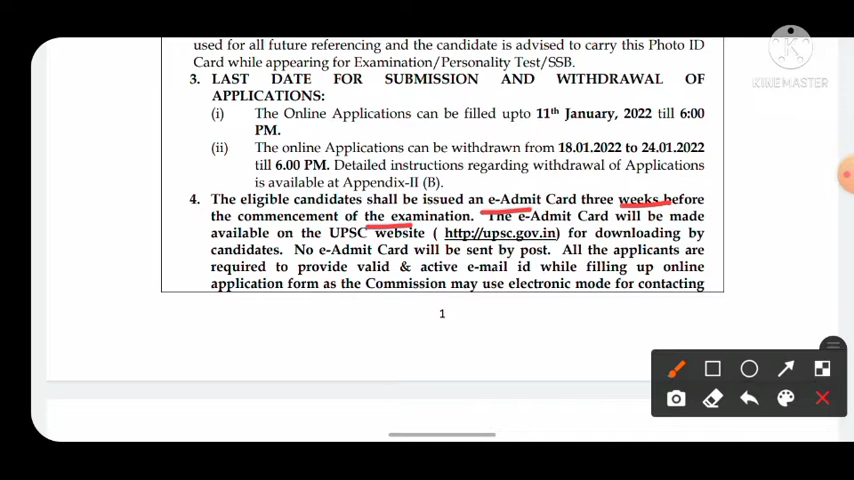 used for all future referencing and the candidate is advised to carry this Photo ID
Card while appearing for Examination/Personality Test/SSB.
3. LAST DATE FOR SUBMISSION AND WITHDRAWAL OF
APPLICATIONS:
(i) The Online Applications can be filled upto 11th January, 2022 till 6:00
PM.
(ii) The online Applications can be withdrawn from 18.01.2022 to 24.01.2022
till 6.00 PM. Detailed instructions regarding withdrawal of Applications
is available at Appendix-II (B).
4. The eligible candidates shall be issued an e-Admit Card three weeks before
the commencement of the examination. The e-Admit Card will be made
available on the UPSC website ( http://upsc.gov.in) for downloading by
candidates. No e-Admit Card will be sent by post. All the applicants are
required to provide valid & active e-mail id while filling up online
application form as the Commission may use electronic mode for contacting
1
K
KINEMASTER